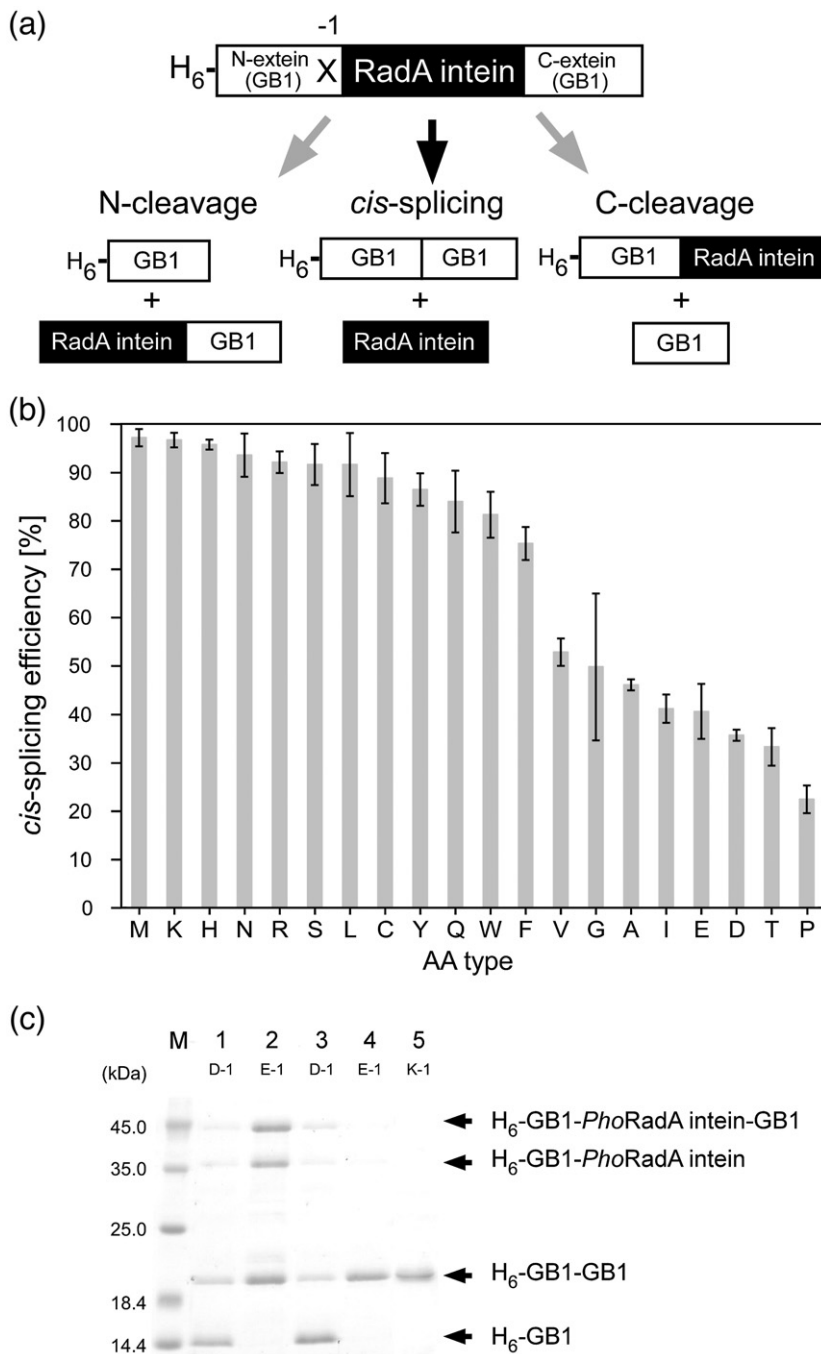 (a)
-1
H6- N-extein (GB1) X RadA intein C-extein (GB1)
N-cleavage cis-splicing C-cleavage
H6- GB1 H6- GB1 GB1 H6- GB1 RadA intein
+ + +
RadA intein GB1 RadA intein GB1
(b)
cis-splicing efficiency [%]
100
90
80
70
60
50
40
30
20
10
0
M K H N R S L C Y Q W F V G A I E D T P
AA type
(c)
M 1 2 3 4 5
(kDa) D-1 E-1 D-1 E-1 K-1
45.0 H6-GB1-PhoRadA intein-GB1
35.0 H6-GB1-PhoRadA intein
25.0
H6-GB1-GB1
18.4
14.4 H6-GB1